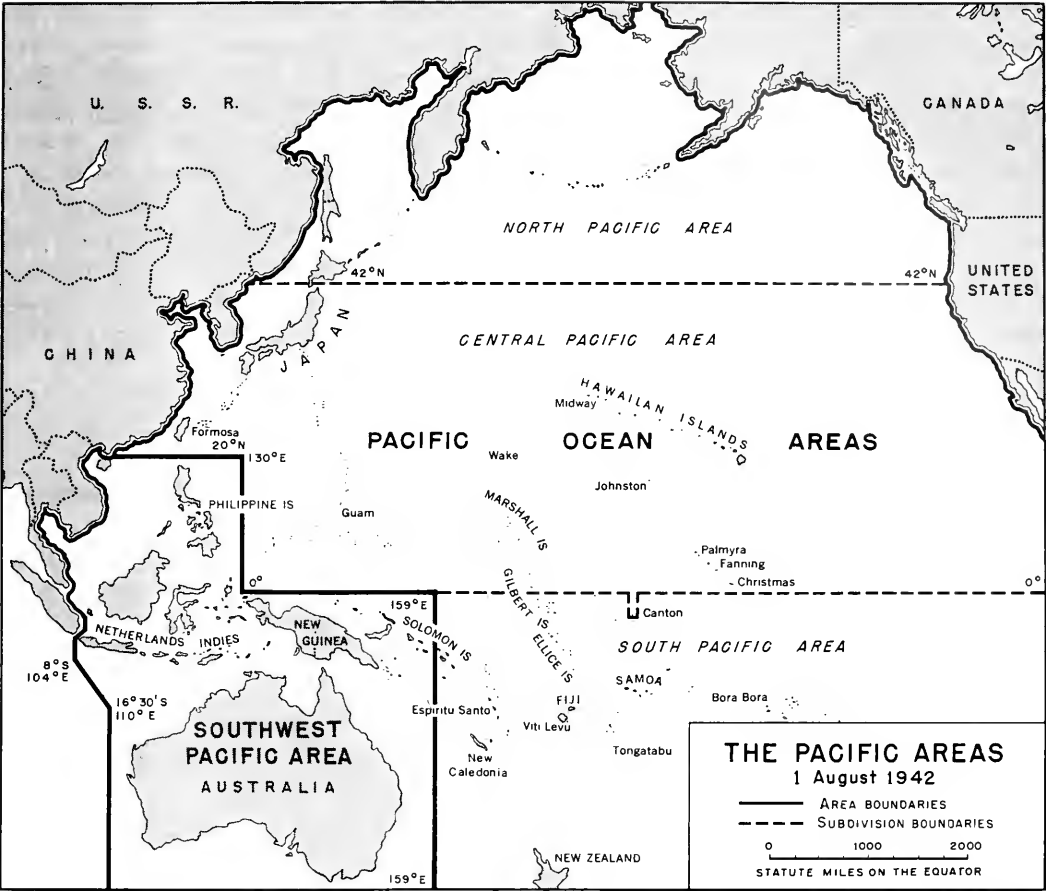 U. S. S. R.
CANADA
NORTH PACIFIC AREA
42°N
42°N
UNITED
STATES
CHINA
JAPAN
CENTRAL PACIFIC AREA
HAWAIIAN ISLANDS
Midway
Formosa
20°N
130°E
PACIFIC OCEAN AREAS
Wake
Johnston
PHILIPPINE IS
Guam
MARSHALL IS
Palmyra
Fanning
Christmas
0°
0°
159°E
Canton
GILBERT IS
ELLICE IS
NETHERLANDS INDIES
NEW
GUINEA
SOLOMON IS
SOUTH PACIFIC AREA
8°S
104°E
SAMOA
16°30'S
110°E
FIJI
Bora Bora
Espiritu Santo
Viti Levu
SOUTHWEST
PACIFIC AREA
AUSTRALIA
New
Caledonia
Tongatabu
THE PACIFIC AREAS
1 August 1942
AREA BOUNDARIES
SUBDIVISION BOUNDARIES
0 1000 2000
STATUTE MILES ON THE EQUATOR
NEW ZEALAND
159°E